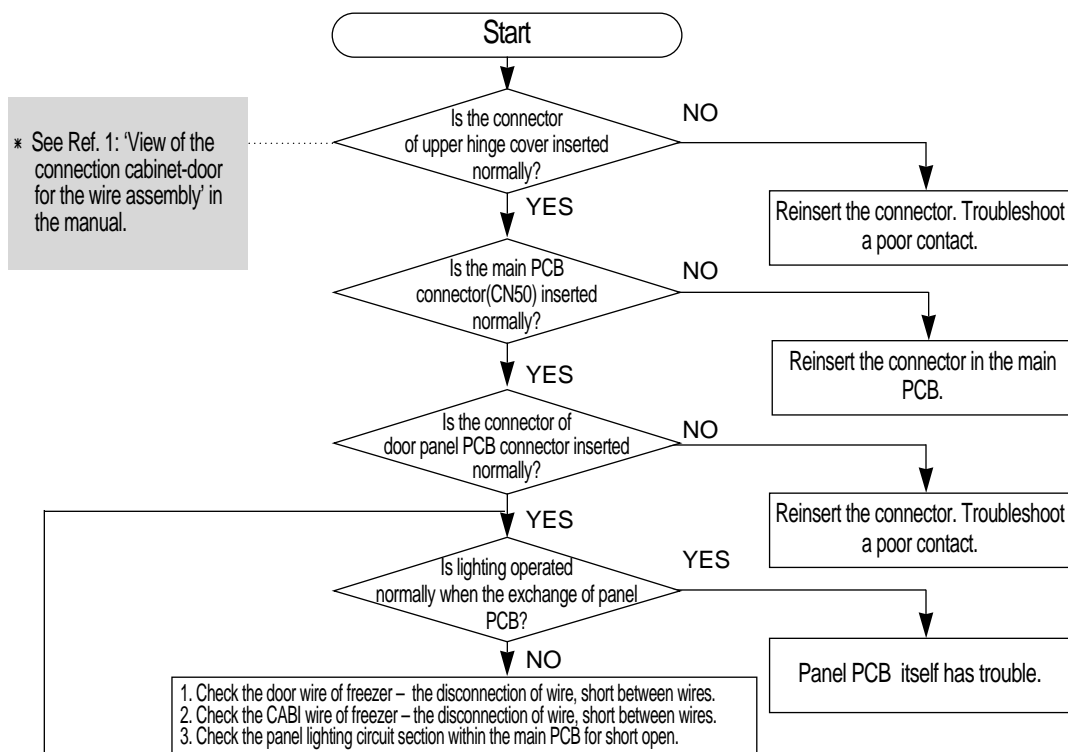 Start
* See Ref. 1: ‘View of the
connection cabinet-door
for the wire assembly’ in
the manual.
Is the connector
of upper hinge cover inserted
normally?
NO
Reinsert the connector. Troubleshoot
a poor contact.
YES
Is the main PCB
connector(CN50) inserted
normally?
NO
Reinsert the connector in the main
PCB.
YES
Is the connector of
door panel PCB connector inserted
normally?
NO
Reinsert the connector. Troubleshoot
a poor contact.
YES
Is lighting operated
normally when the exchange of panel
PCB?
YES
Panel PCB itself has trouble.
NO
1. Check the door wire of freezer – the disconnection of wire, short between wires.
2. Check the CABI wire of freezer – the disconnection of wire, short between wires.
3. Check the panel lighting circuit section within the main PCB for short open.